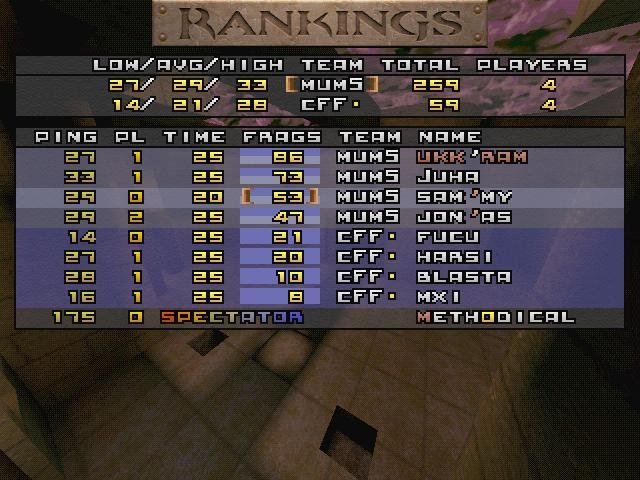 RANKINGS
LOW/AVG/HIGH TEAM TOTAL PLAYERS
27/ 29/ 33 [MUMS] 259 4
14/ 21/ 28 CFF· 59 4
PING PL TIME FRAGS TEAM NAME
27 1 25 86 MUMS UKK'RAM
33 1 25 73 MUMS JUHA
29 0 20 [53] MUMS SAM'MY
29 2 25 47 MUMS JON'AS
14 0 25 21 CFF· FUCU
27 1 25 20 CFF· HARSI
28 1 25 10 CFF· BLASTA
16 1 25 8 CFF· MXI
175 0 SPECTATOR METHODICAL